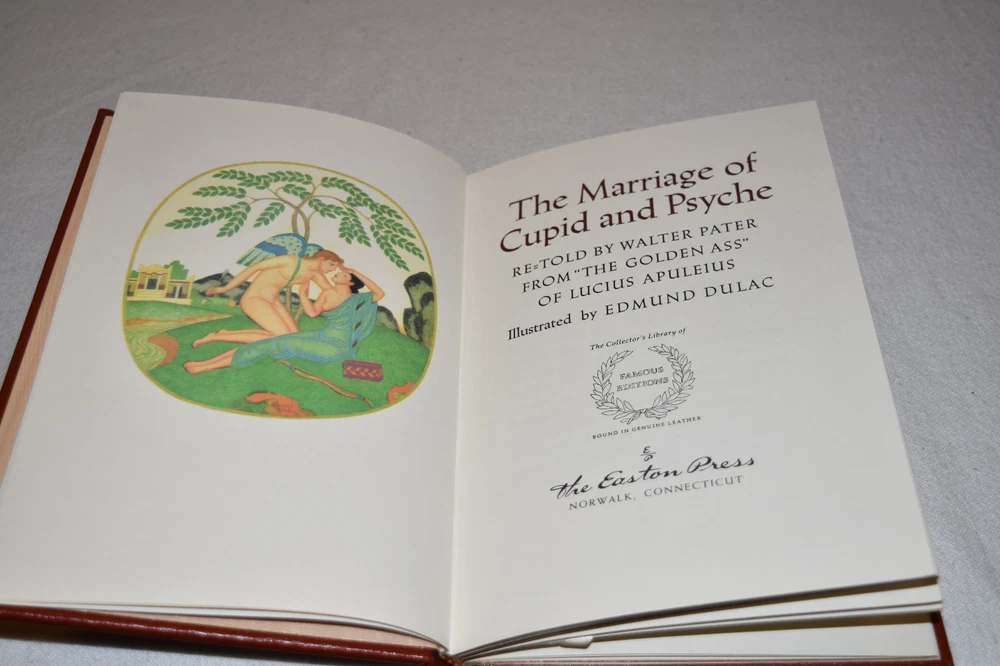 The Marriage of
Cupid and Psyche
RE=TOLD BY WALTER PATER
FROM "THE GOLDEN ASS"
OF LUCIUS APULEIUS
Illustrated by EDMUND DULAC
The Collector's Library of
FAMOUS
EDITIONS
BOUND IN GENUINE LEATHER
E/P
the Easton Press
NORWALK, CONNECTICUT